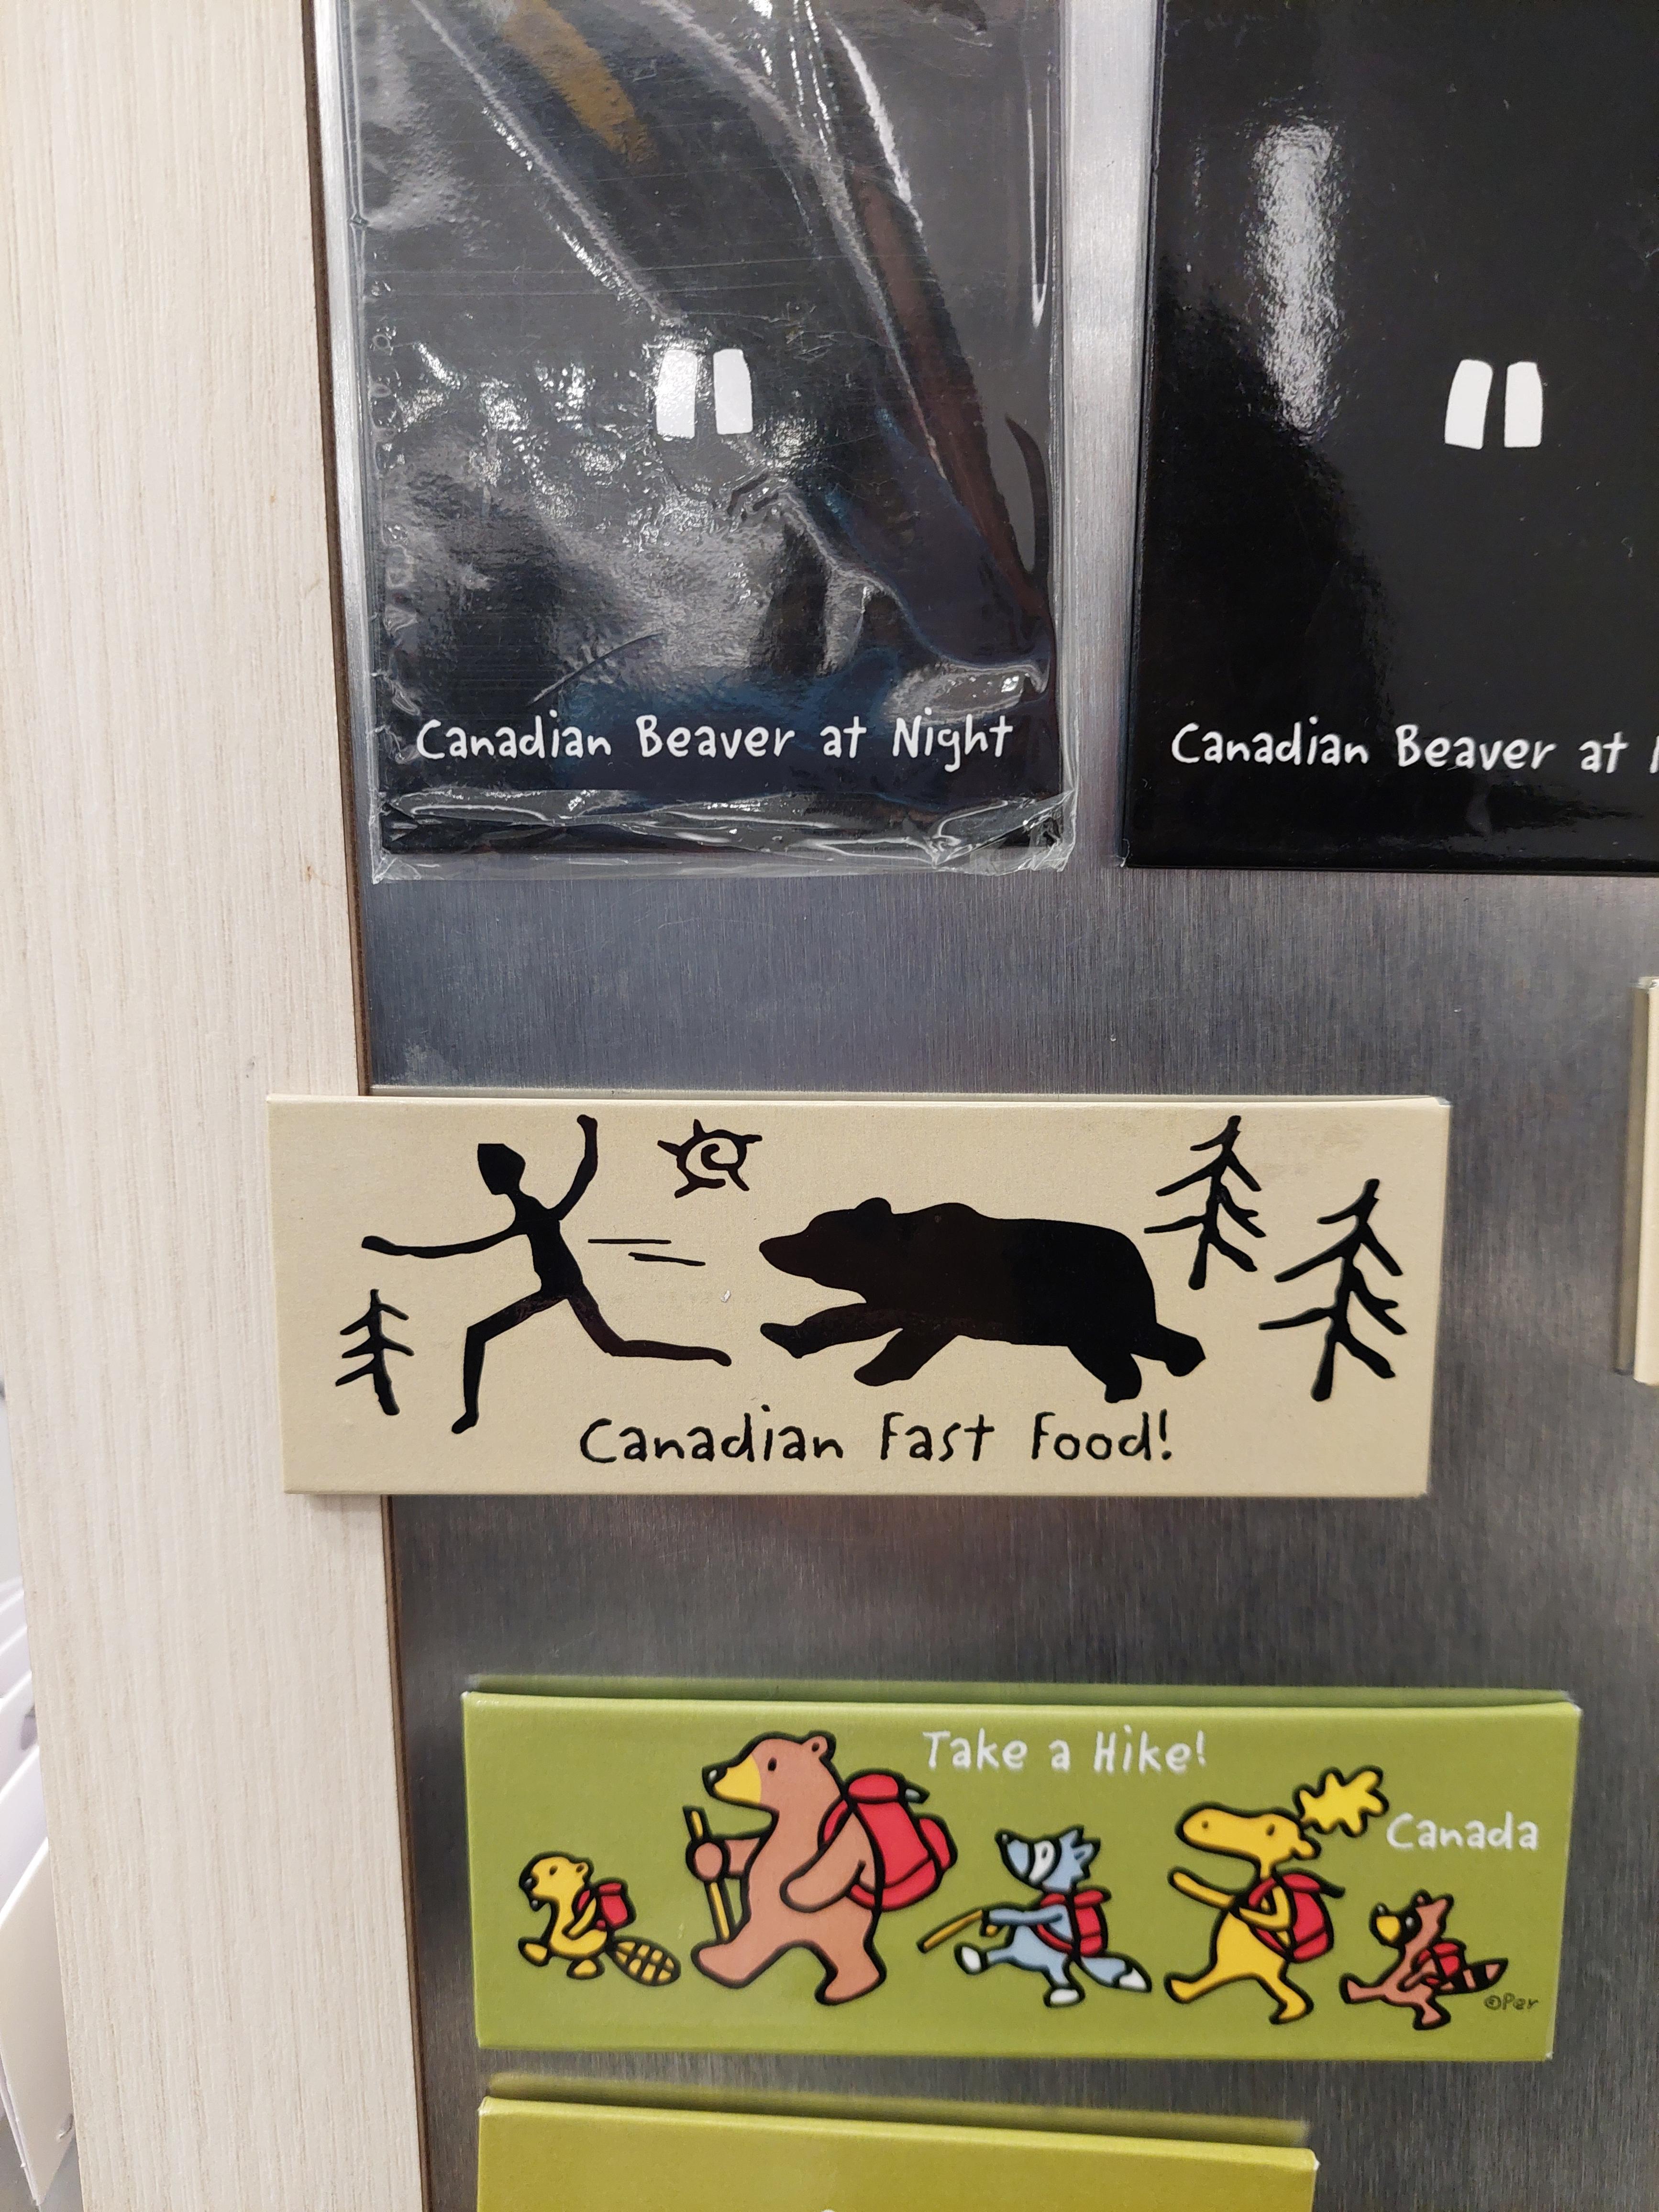 Canadian Beaver at Night
Canadian Beaver at
Canadian Fast Food!
Take a Hike!
Canada
©Per